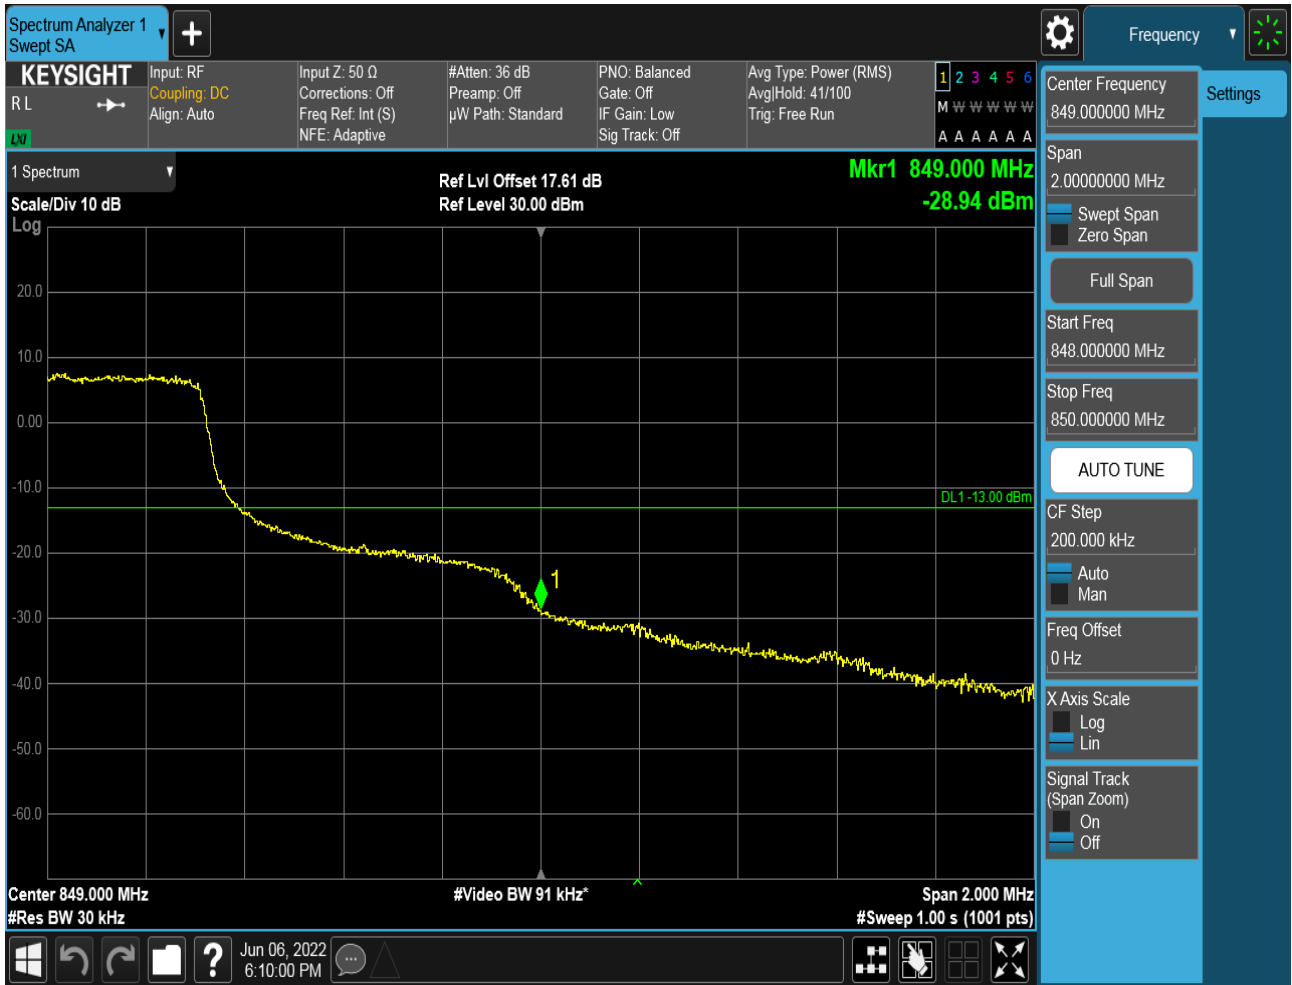 Spectrum Analyzer 1
Swept SA
Frequency
KEYSIGHT
R L
LXI
Input: RF
Coupling: DC
Align: Auto
Input Z: 50 Ω
Corrections: Off
Freq Ref: Int (S)
NFE: Adaptive
#Atten: 36 dB
Preamp: Off
µW Path: Standard
PNO: Balanced
Gate: Off
IF Gain: Low
Sig Track: Off
Avg Type: Power (RMS)
Avg|Hold: 41/100
Trig: Free Run
1 2 3 4 5 6
M W W W W W
A A A A A A
1 Spectrum
Scale/Div 10 dB
Log
Ref Lvl Offset 17.61 dB
Ref Level 30.00 dBm
Mkr1 849.000 MHz
-28.94 dBm
20.0
10.0
0.00
-10.0
-20.0
-30.0
-40.0
-50.0
-60.0
DL1 -13.00 dBm
1
Center 849.000 MHz
#Res BW 30 kHz
#Video BW 91 kHz*
Span 2.000 MHz
#Sweep 1.00 s (1001 pts)
Center Frequency
849.000000 MHz
Settings
Span
2.00000000 MHz
Swept Span
Zero Span
Full Span
Start Freq
848.000000 MHz
Stop Freq
850.000000 MHz
AUTO TUNE
CF Step
200.000 kHz
Auto
Man
Freq Offset
0 Hz
X Axis Scale
Log
Lin
Signal Track
(Span Zoom)
On
Off
?
Jun 06, 2022
6:10:00 PM